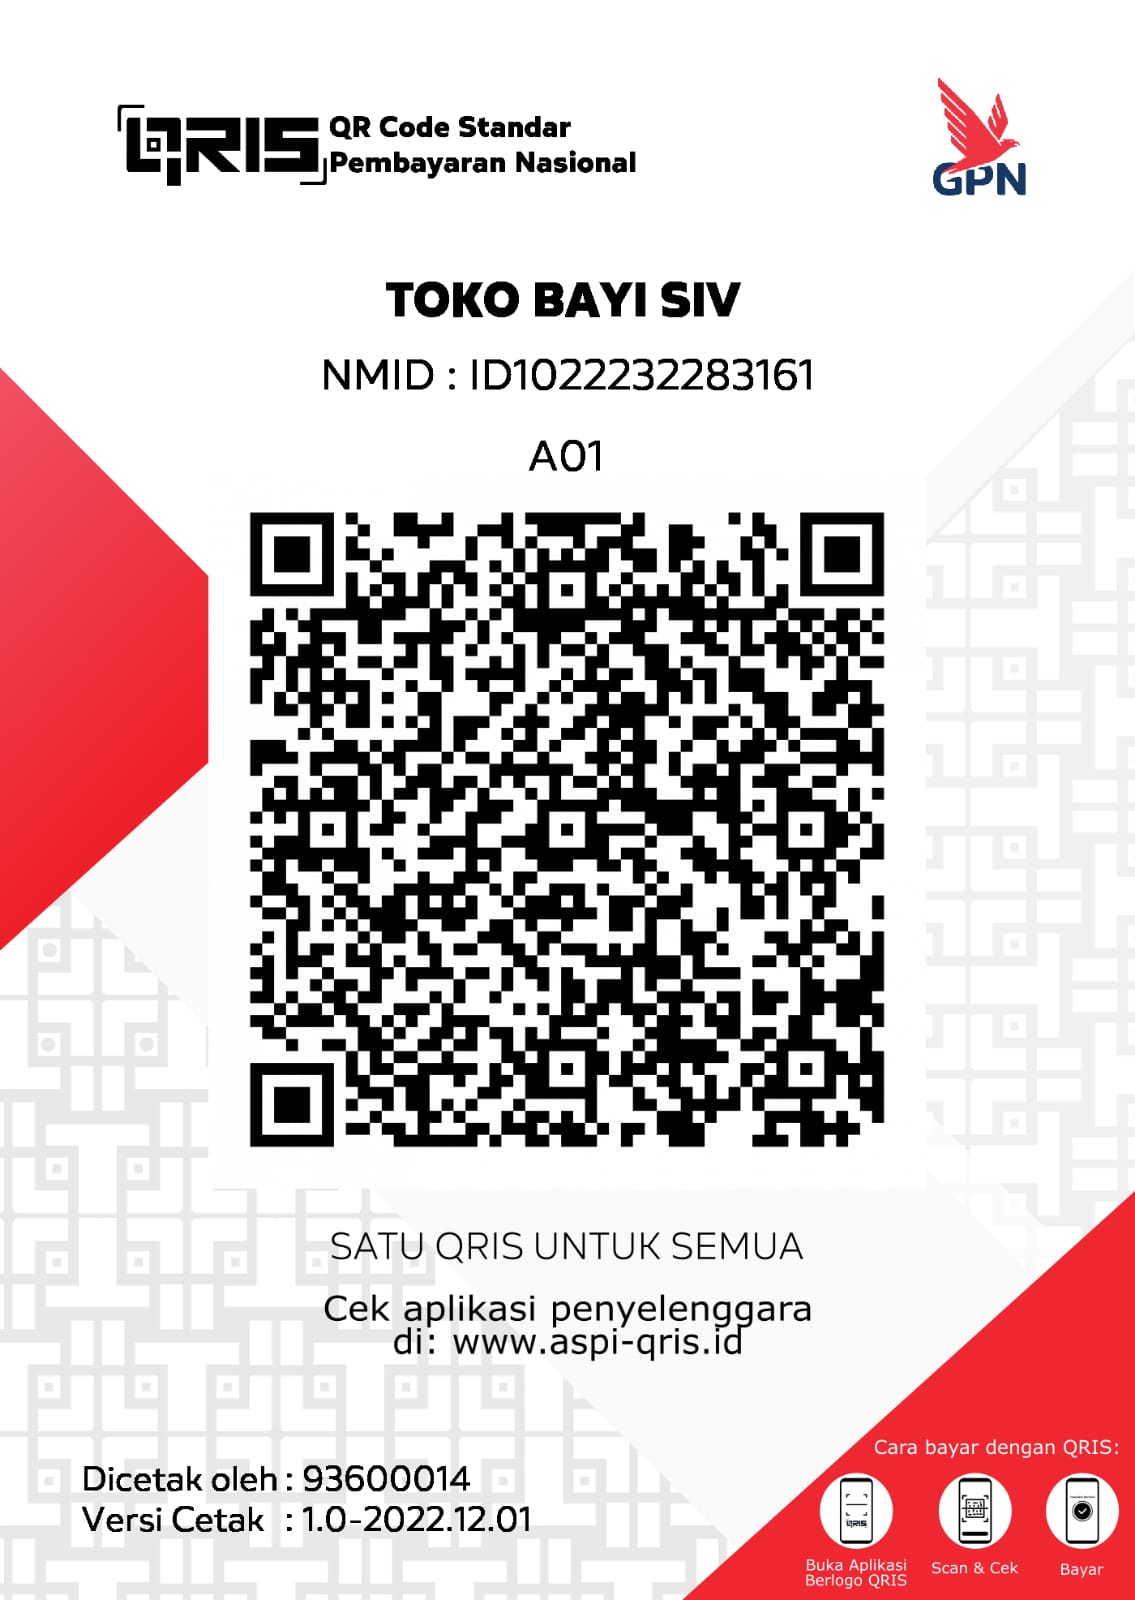 QRIS
QR Code Standar
Pembayaran Nasional
GPN
TOKO BAYI SIV
NMID : ID1022232283161
A01
SATU QRIS UNTUK SEMUA
Cek aplikasi penyelenggara
di: www.aspi-qris.id
Dicetak oleh : 93600014
Versi Cetak : 1.0-2022.12.01
Cara bayar dengan QRIS:
QRIS
Buka Aplikasi
Berlogo QRIS
Scan & Cek
Bayar